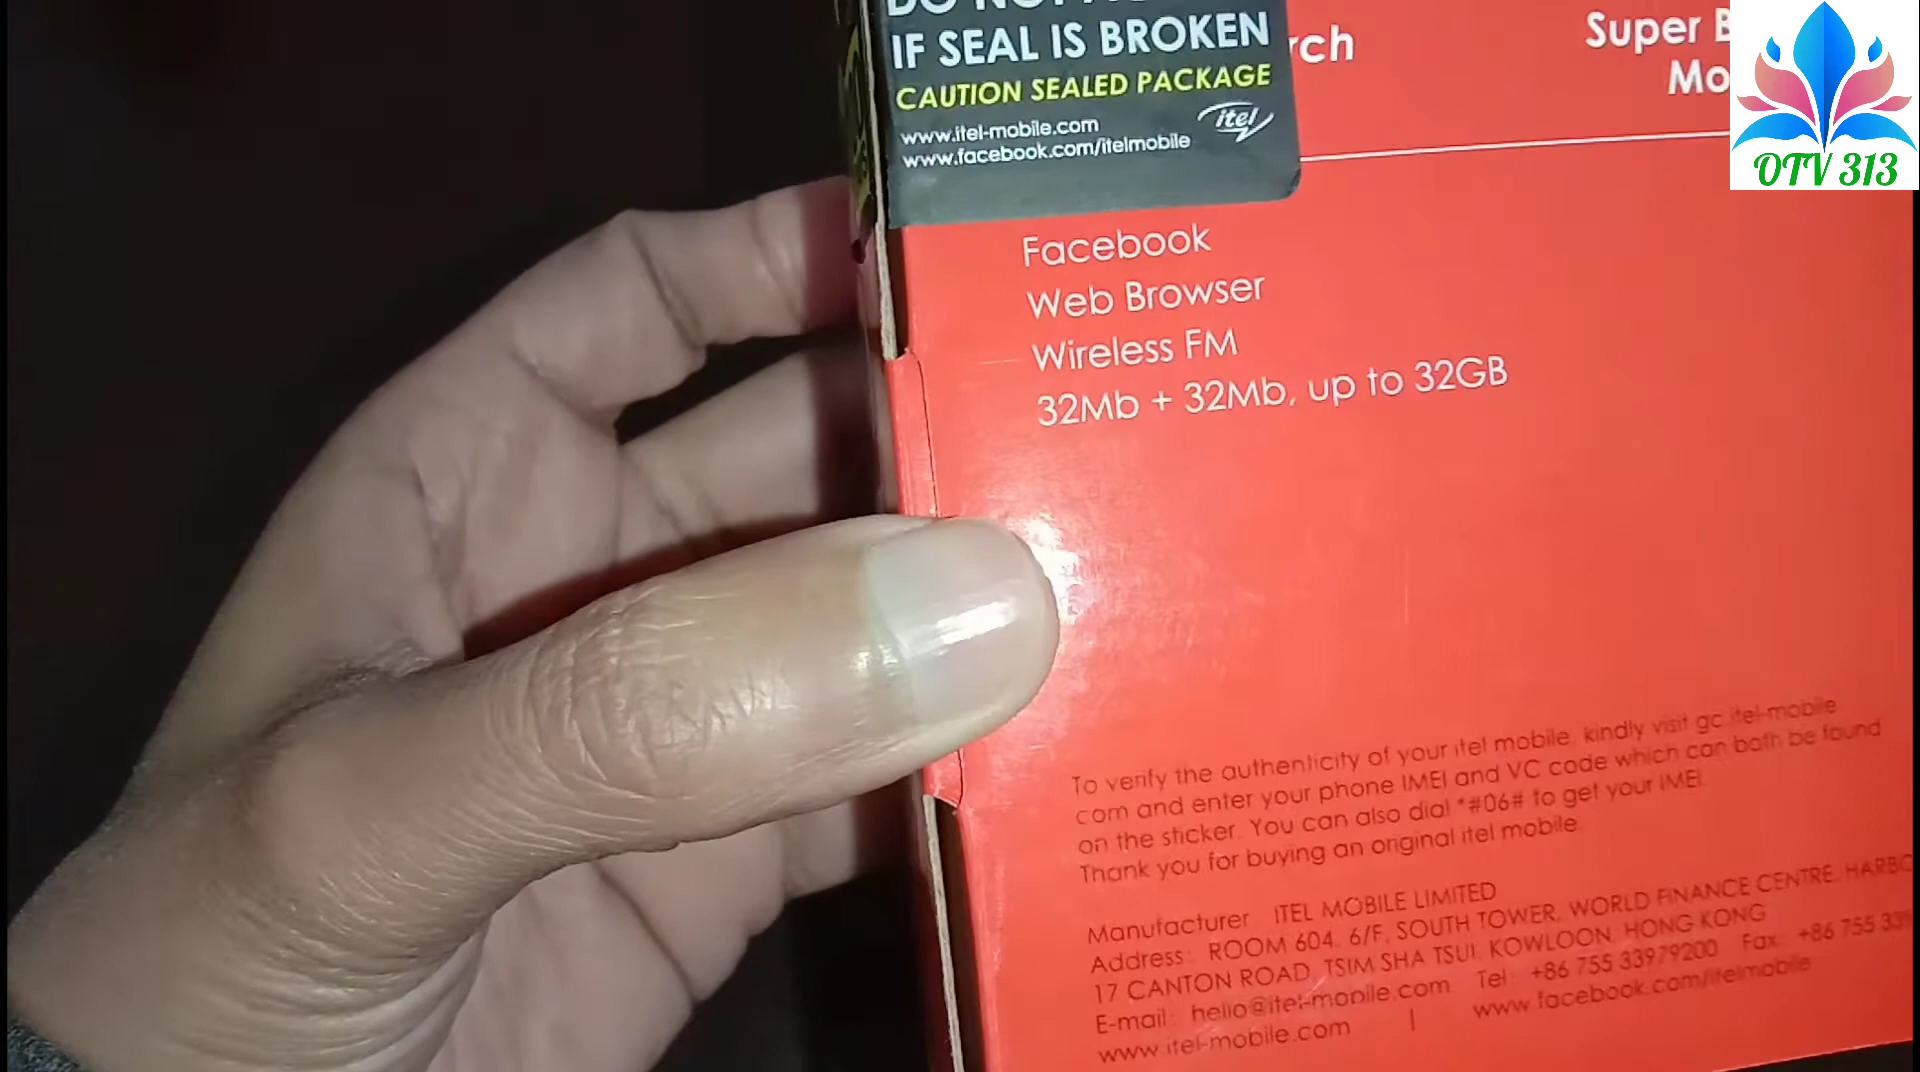 IF SEAL IS BROKEN
CAUTION SEALED PACKAGE
www.itel-mobile.com
www.facebook.com/itelmobile
itel
Super
OTV 313
Facebook
Web Browser
Wireless FM
32Mb + 32Mb, up to 32GB
To verify the authenticity of your itel mobile, kindly visit gc.itel-mobile
com and enter your phone IMEI and VC code which can both be found
on the sticker. You can also dial *#06# to get your IMEI.
Thank you for buying an original itel mobile.
Manufacturer : ITEL MOBILE LIMITED
Address: ROOM 604, 6/F, SOUTH TOWER, WORLD FINANCE CENTRE,
17 CANTON ROAD, TSIM SHA TSUI, KOWLOON, HONG KONG
E-mail: hello@itel-mobile.com Tel: +86 755 33979200 Fax: +86 755
www.itel-mobile.com | www.facebook.com/itelmobile